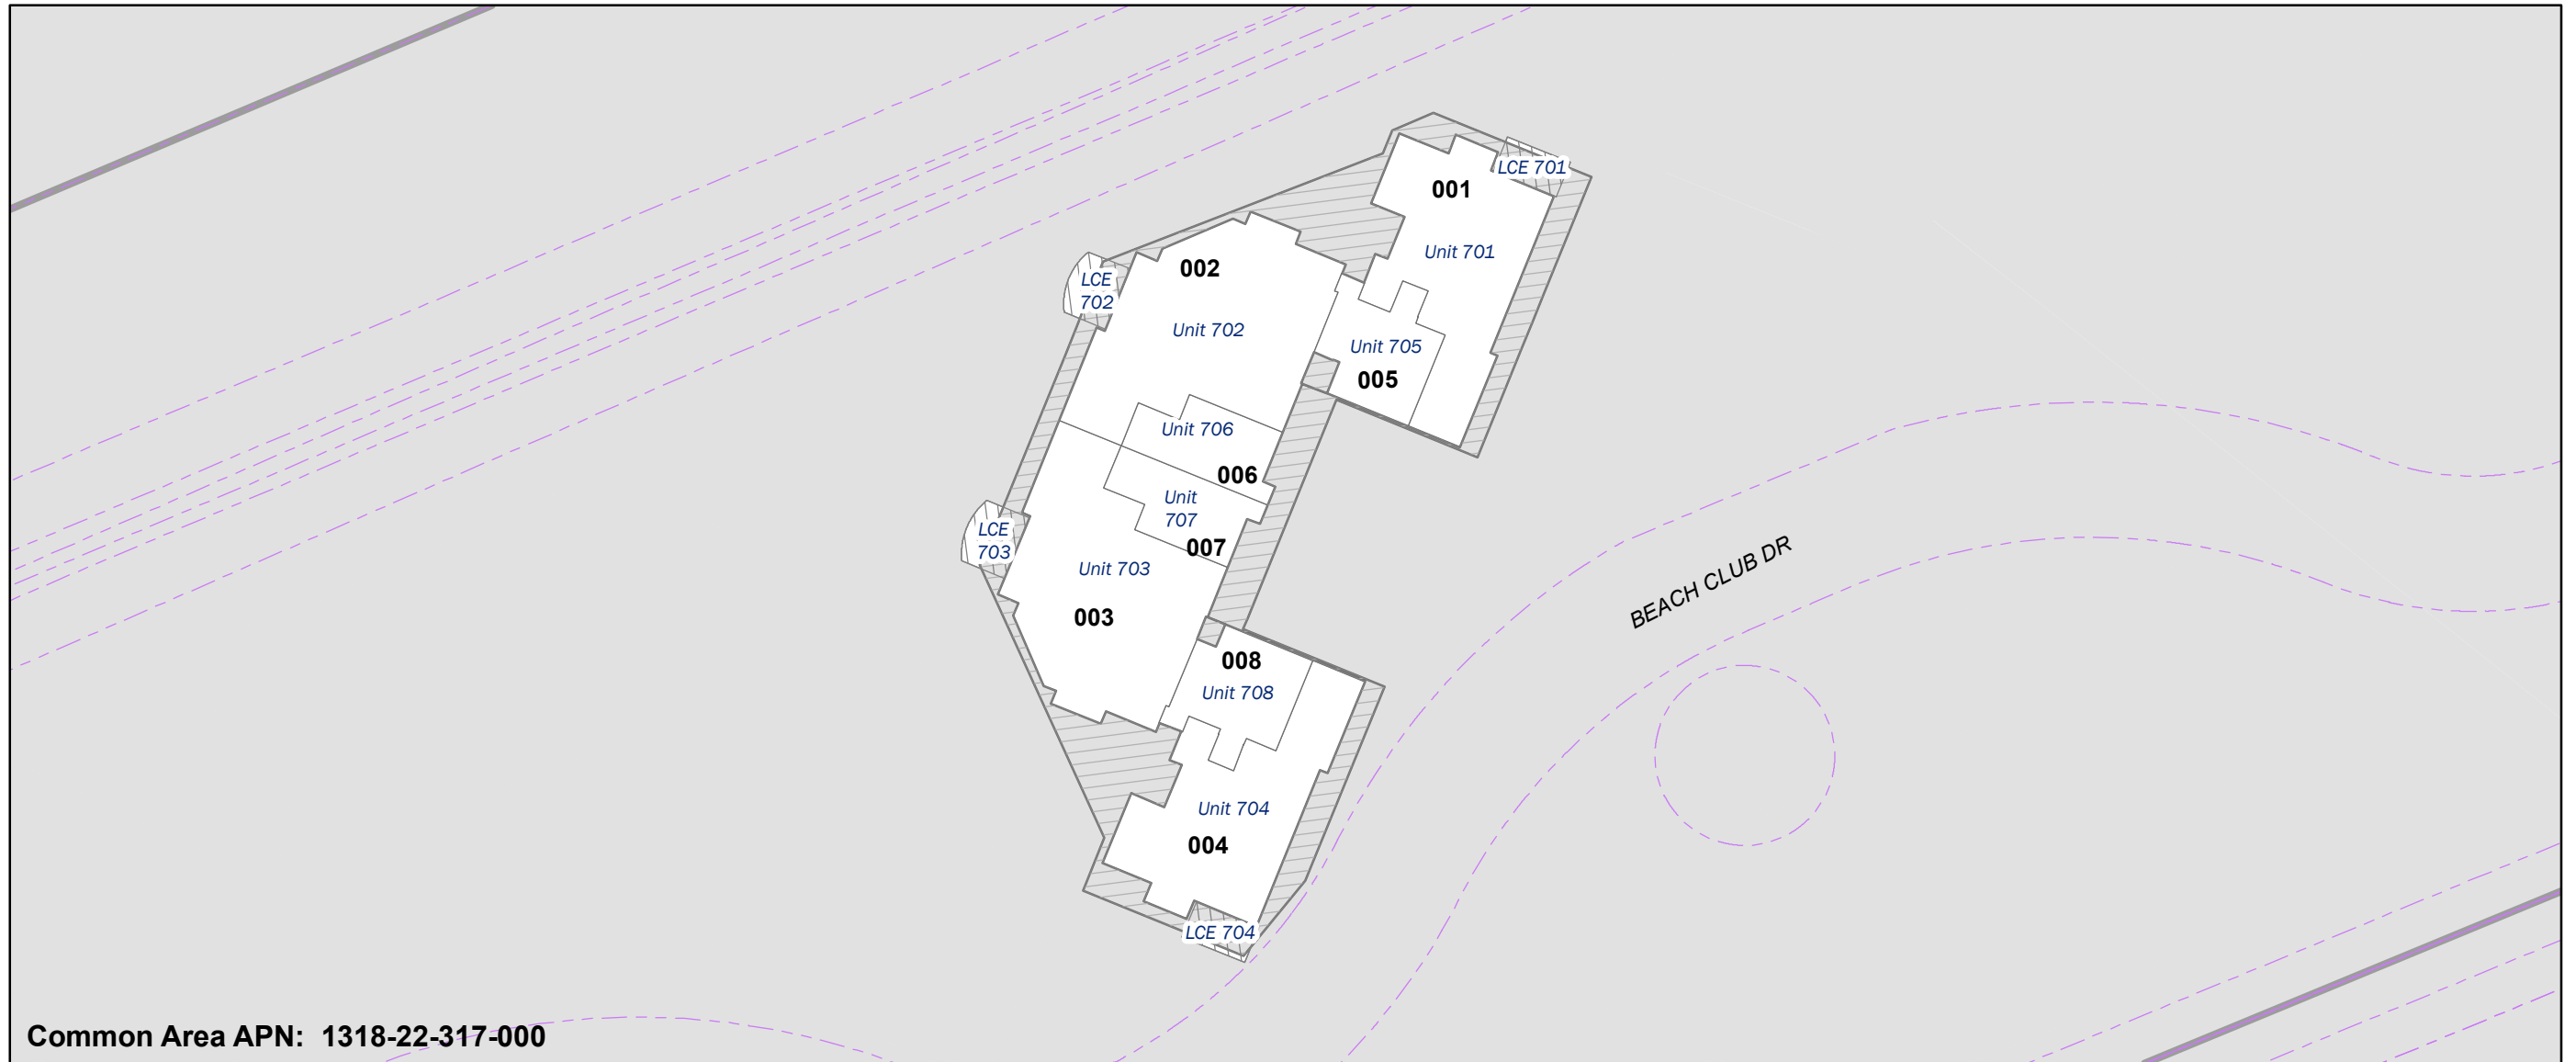 LCE 701
001
Unit 701
002
LCE
702
Unit 702
Unit 705
005
Unit 706
006
Unit
707
007
LCE
703
Unit 703
003
BEACH CLUB DR
008
Unit 708
Unit 704
004
LCE 704
Common Area APN: 1318-22-317-000